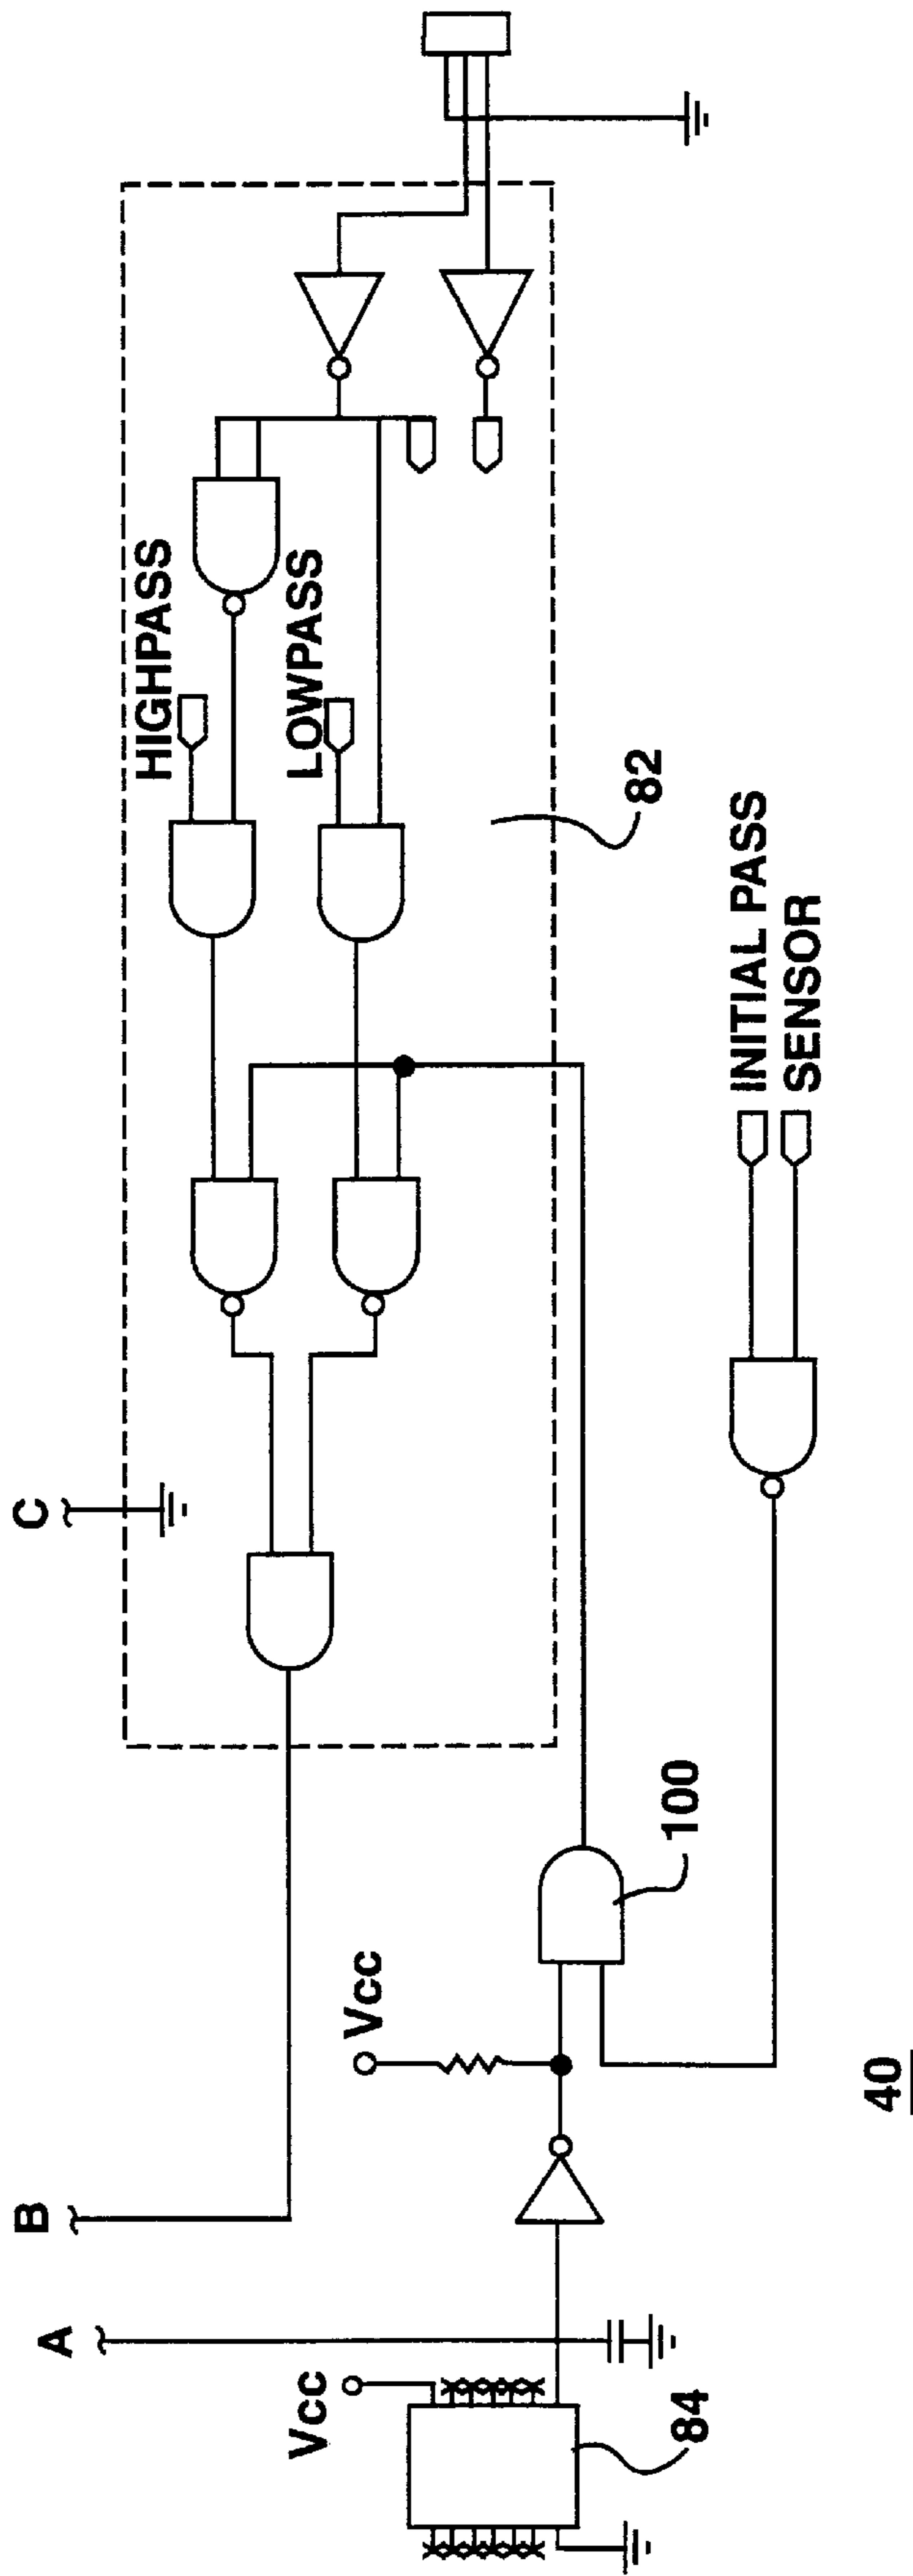 C
B
A
HIGHPASS
LOWPASS
82
INITIAL PASS
SENSOR
100
Vcc
Vcc
84
40